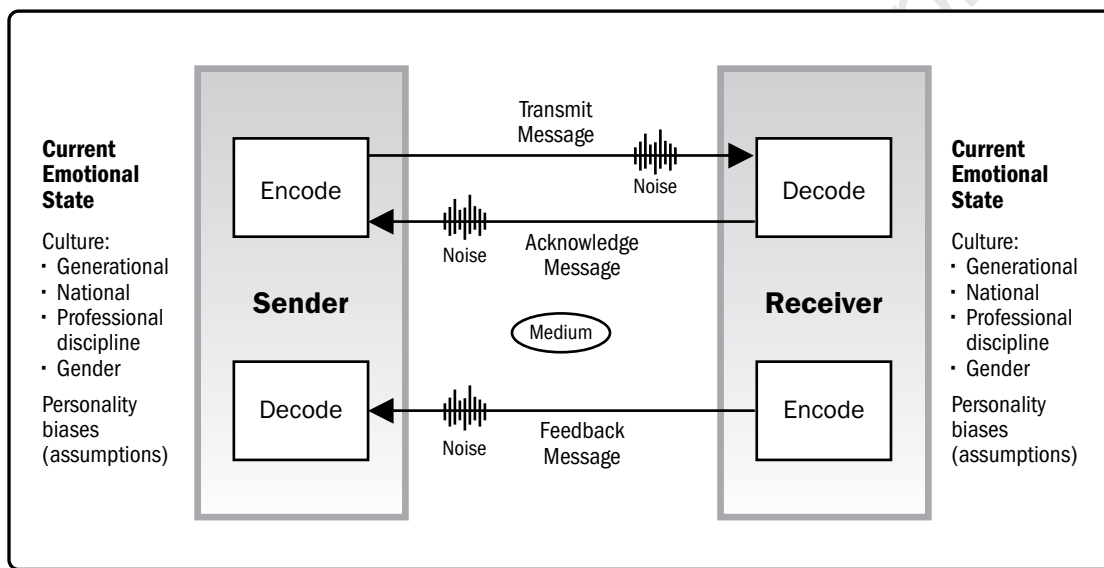 Current
Emotional
State
Culture:
· Generational
· National
· Professional
discipline
· Gender
Personality
biases
(assumptions)
Encode
Sender
Decode
Transmit
Message
Noise
Noise
Acknowledge
Message
Medium
Noise
Feedback
Message
Decode
Receiver
Encode
Current
Emotional
State
Culture:
· Generational
· National
· Professional
discipline
· Gender
Personality
biases
(assumptions)